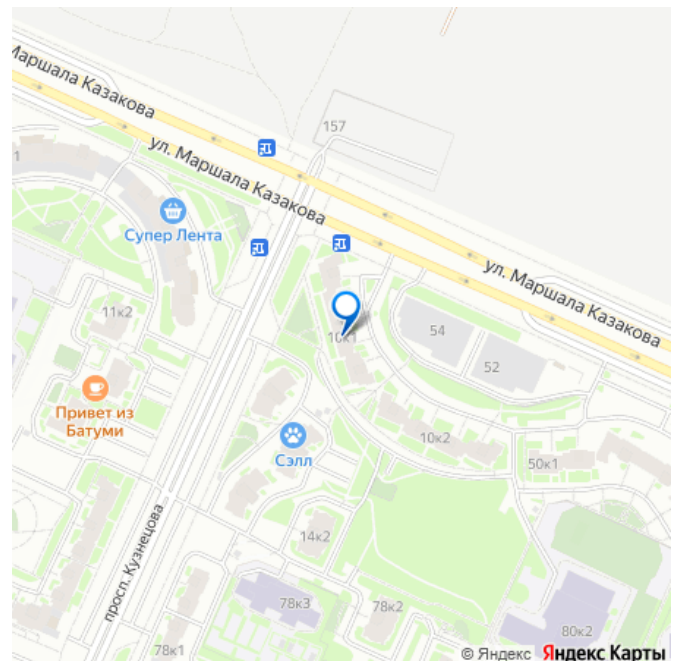 Маршала Казакова
157
ул. Маршала Казакова
1
Супер Лента
ул. Маршала Казакова
11к2
10к1
54
52
Привет из
Батуми
Сэлл
10к2
50к1
просп. Кузнецова
14к2
78к3
78к2
80к2
78к1
© Яндекс Яндекс Карты